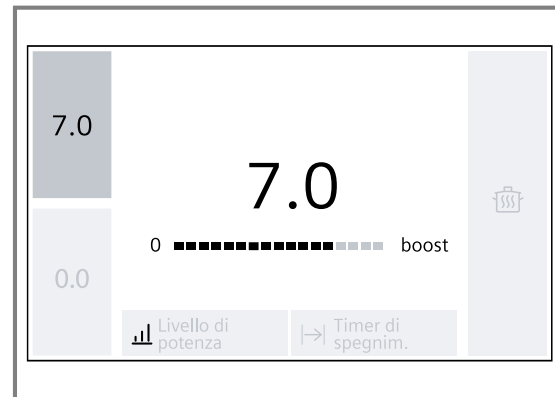 7.0
7.0
0 boost
0.0
Livello di
potenza
Timer di
spegnim.